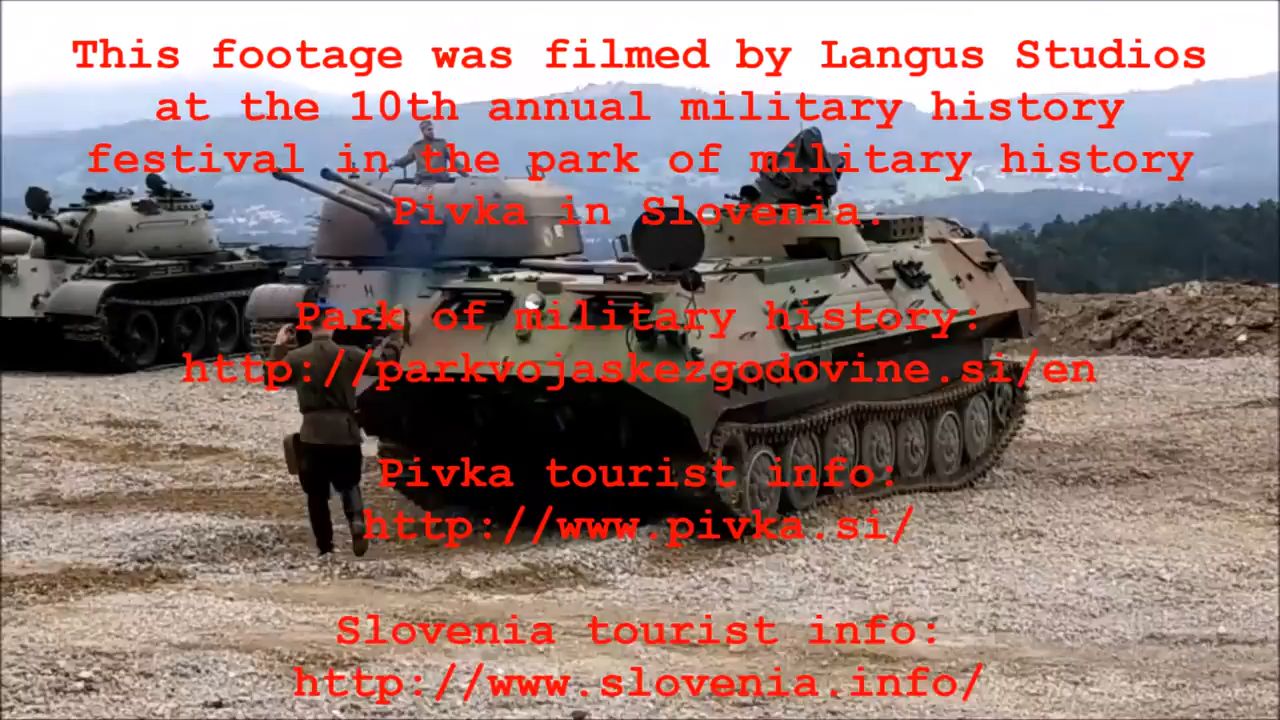 This footage was filmed by Langus Studios
at the 10th annual military history
festival in the park of military history
Pivka in Slovenia.
Park of military history:
http://parkvojaskezgodovine.si/en
Pivka tourist info:
http://www.pivka.si/
Slovenia tourist info:
http://www.slovenia.info/